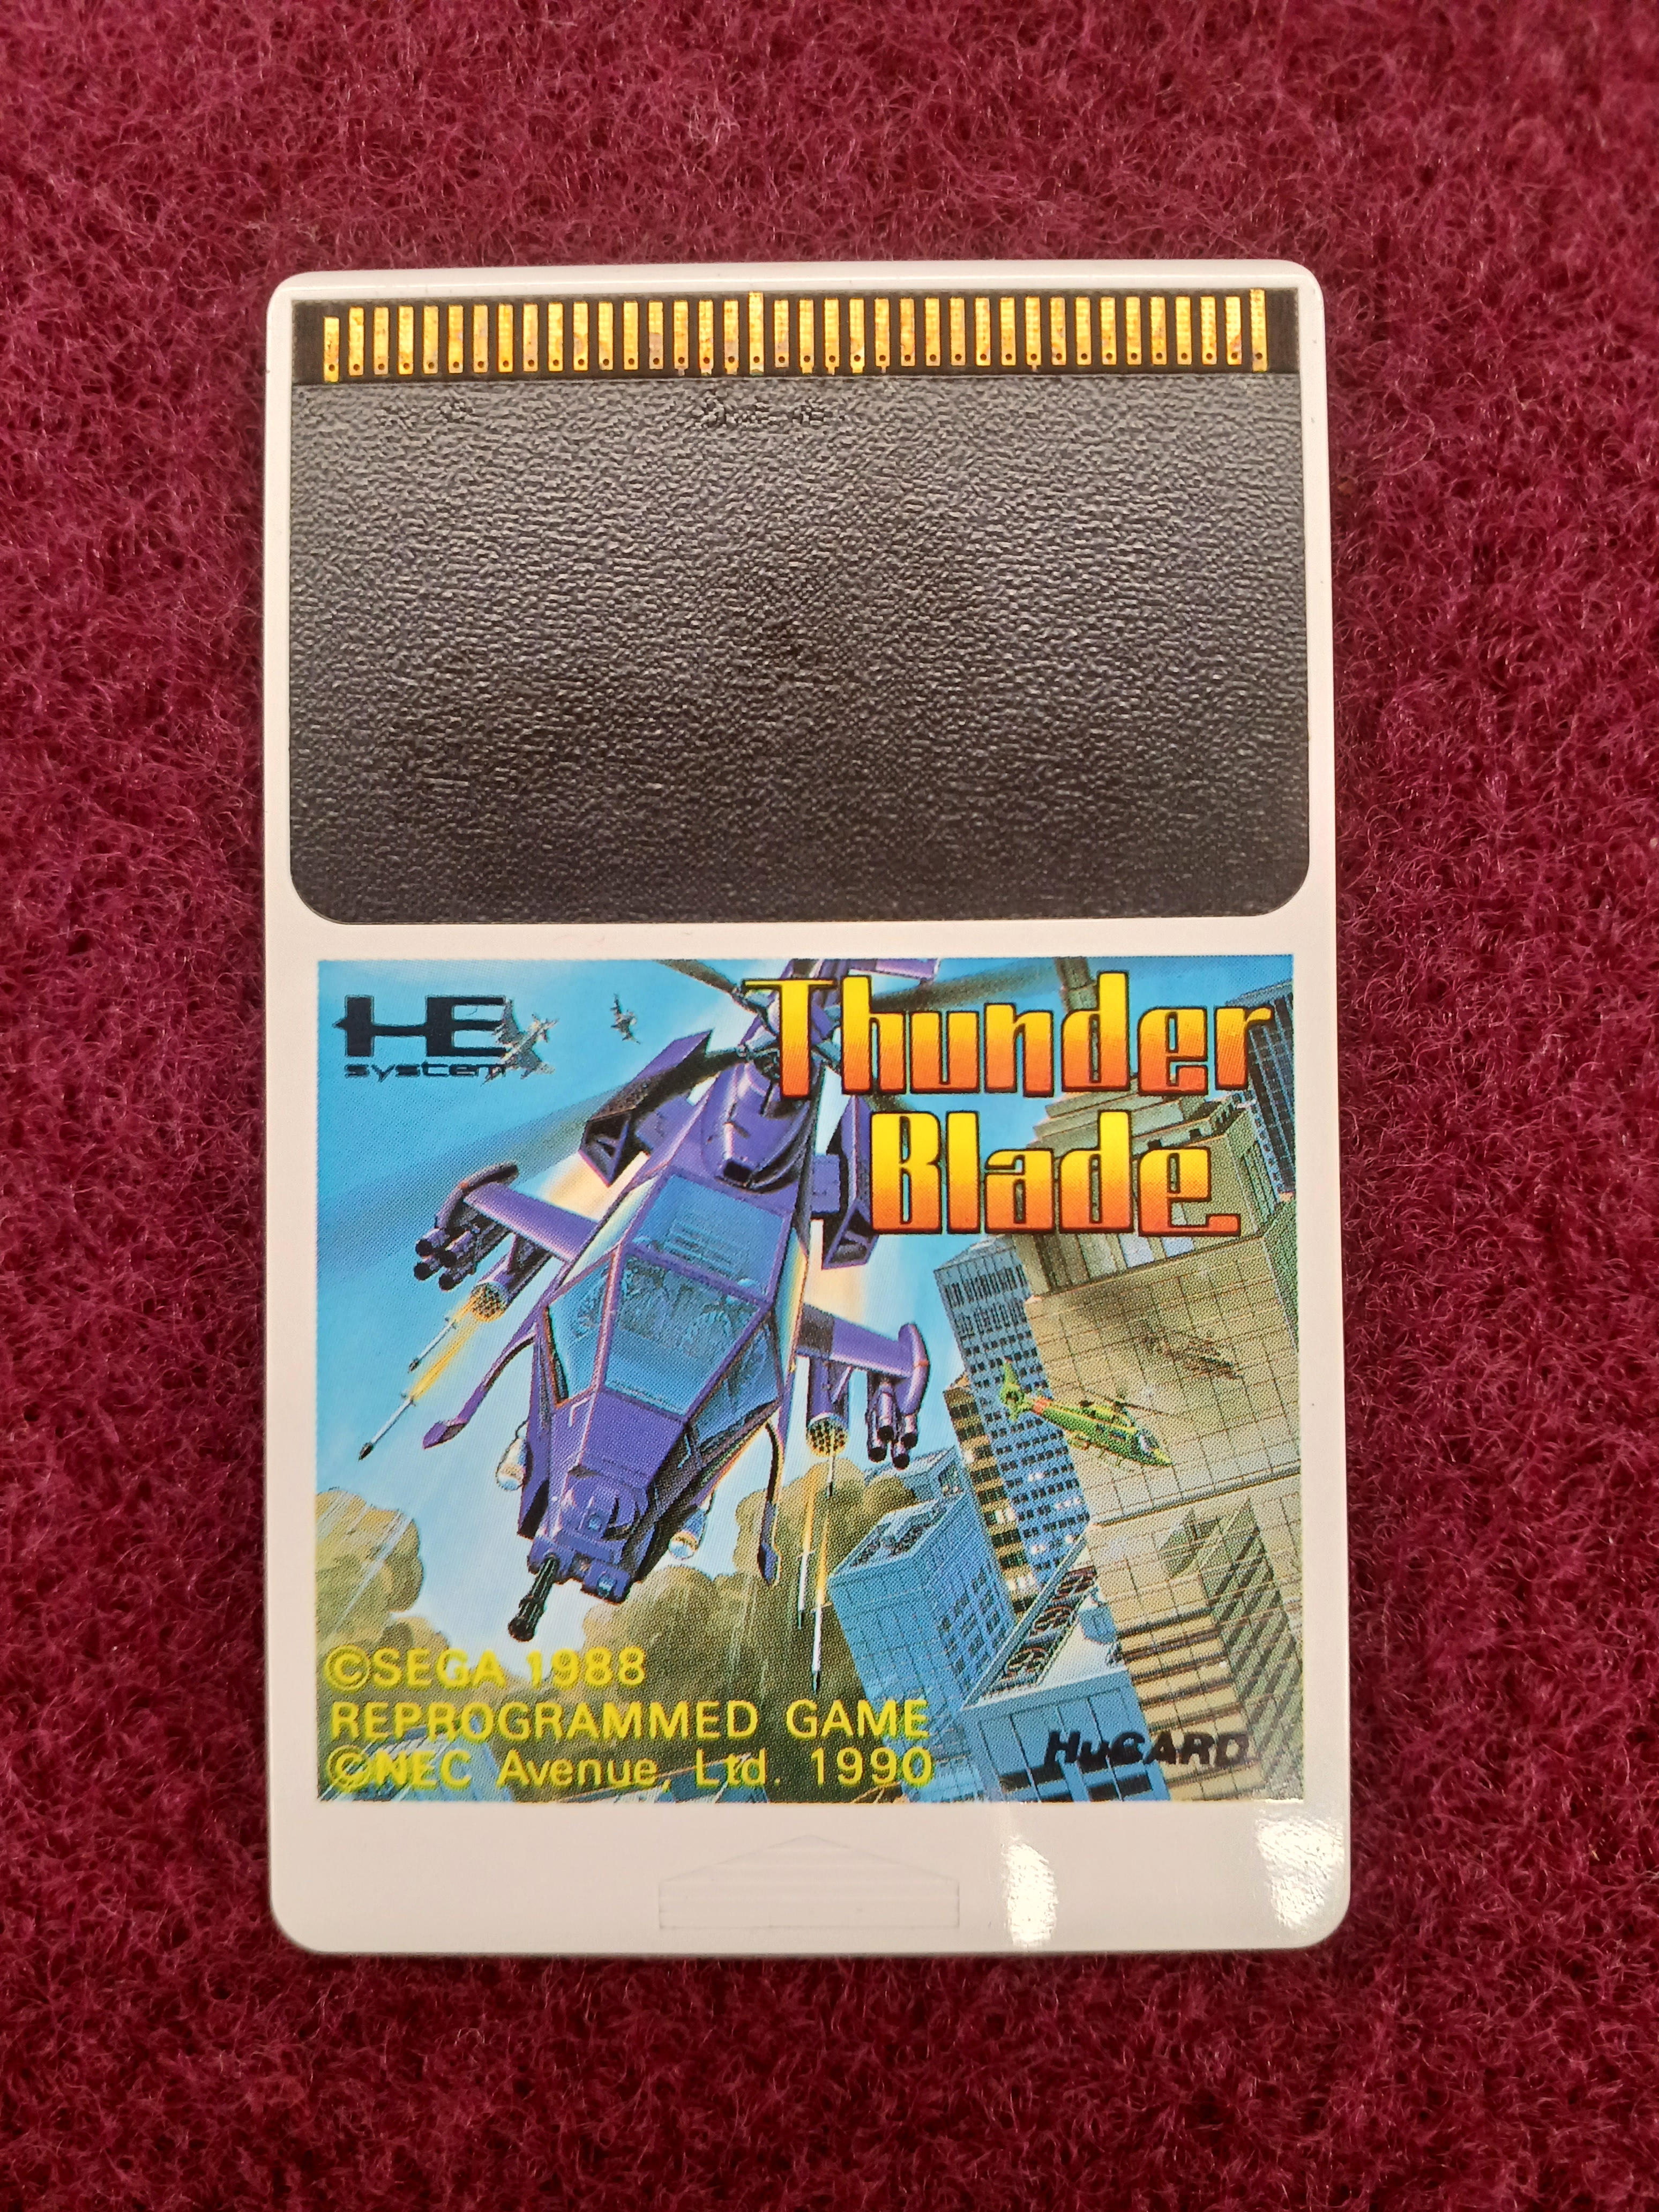 HE
system
Thunder
Blade
©SEGA 1988
REPROGRAMMED GAME
©NEC Avenue, Ltd. 1990
HuCARD